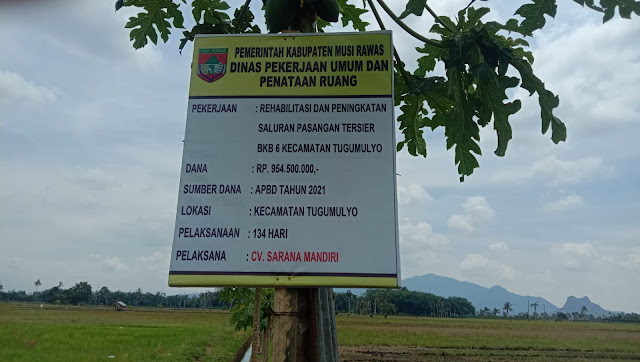 PEMERINTAH KABUPATEN MUSI RAWAS
DINAS PEKERJAAN UMUM DAN
PENATAAN RUANG
PEKERJAAN : REHABILITASI DAN PENINGKATAN
SALURAN PASANGAN TERSIER
BKB 6 KECAMATAN TUGUMULYO
DANA : RP. 954.500.000,-
SUMBER DANA : APBD TAHUN 2021
LOKASI : KECAMATAN TUGUMULYO
PELAKSANAAN : 134 HARI
PELAKSANA : CV. SARANA MANDIRI